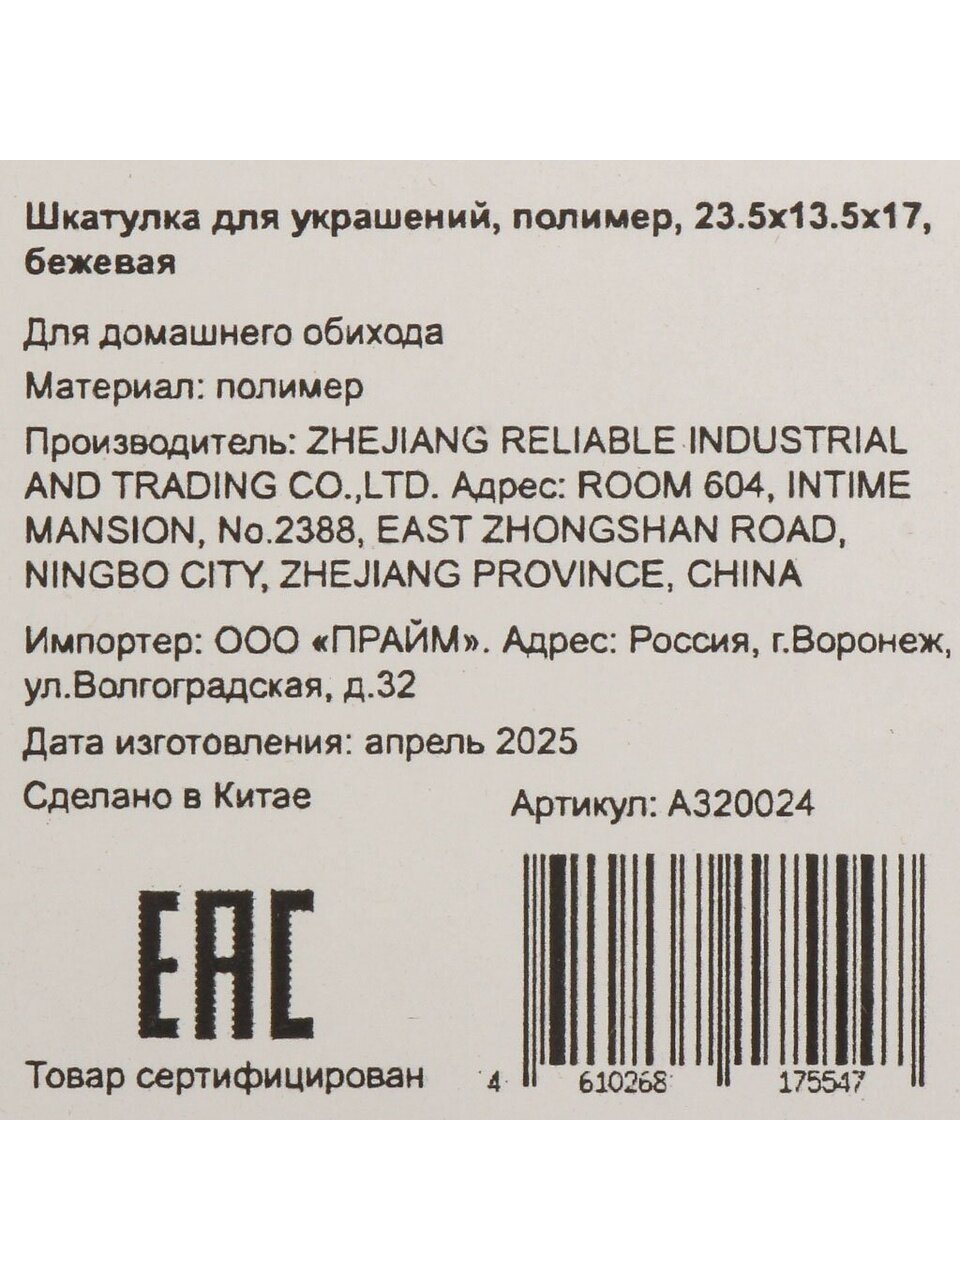 Шкатулка для украшений, полимер, 23.5х13.5х17,
бежевая
Для домашнего обихода
Материал: полимер
Производитель: ZHEJIANG RELIABLE INDUSTRIAL
AND TRADING CO.,LTD. Адрес: ROOM 604, INTIME
MANSION, No.2388, EAST ZHONGSHAN ROAD,
NINGBO CITY, ZHEJIANG PROVINCE, CHINA
Импортер: ООО «ПРАЙМ». Адрес: Россия, г.Воронеж,
ул.Волгоградская, д.32
Дата изготовления: апрель 2025
Сделано в Китае
Артикул: A320024
EAC
Товар сертифицирован
4 610268 175547